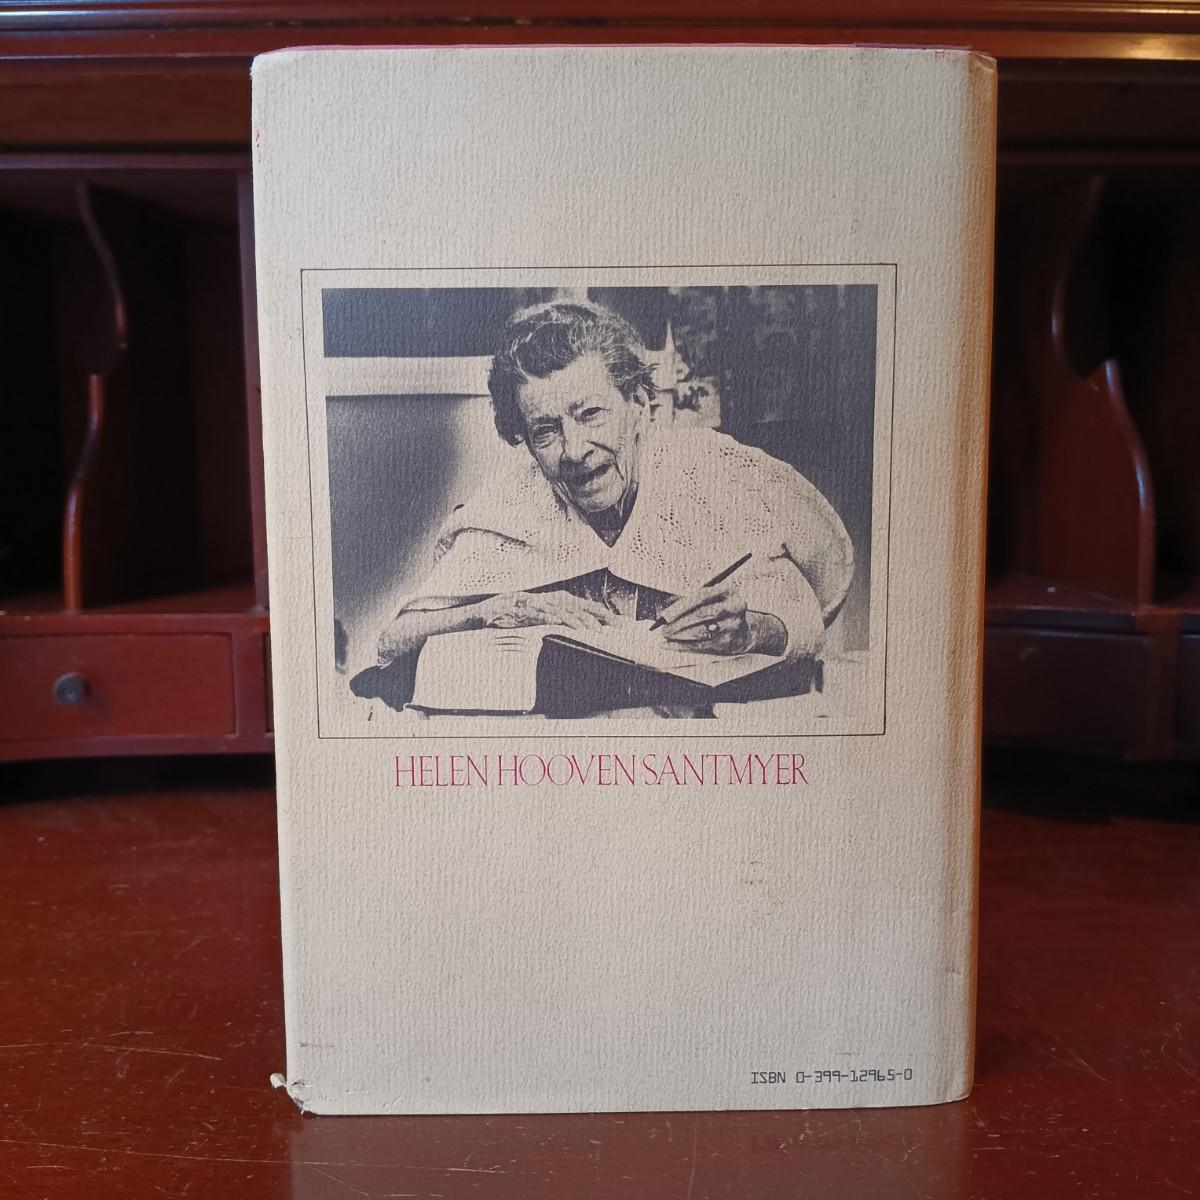 HELEN HOOVEN SANTMYER
ISBN 0-399-12965-0